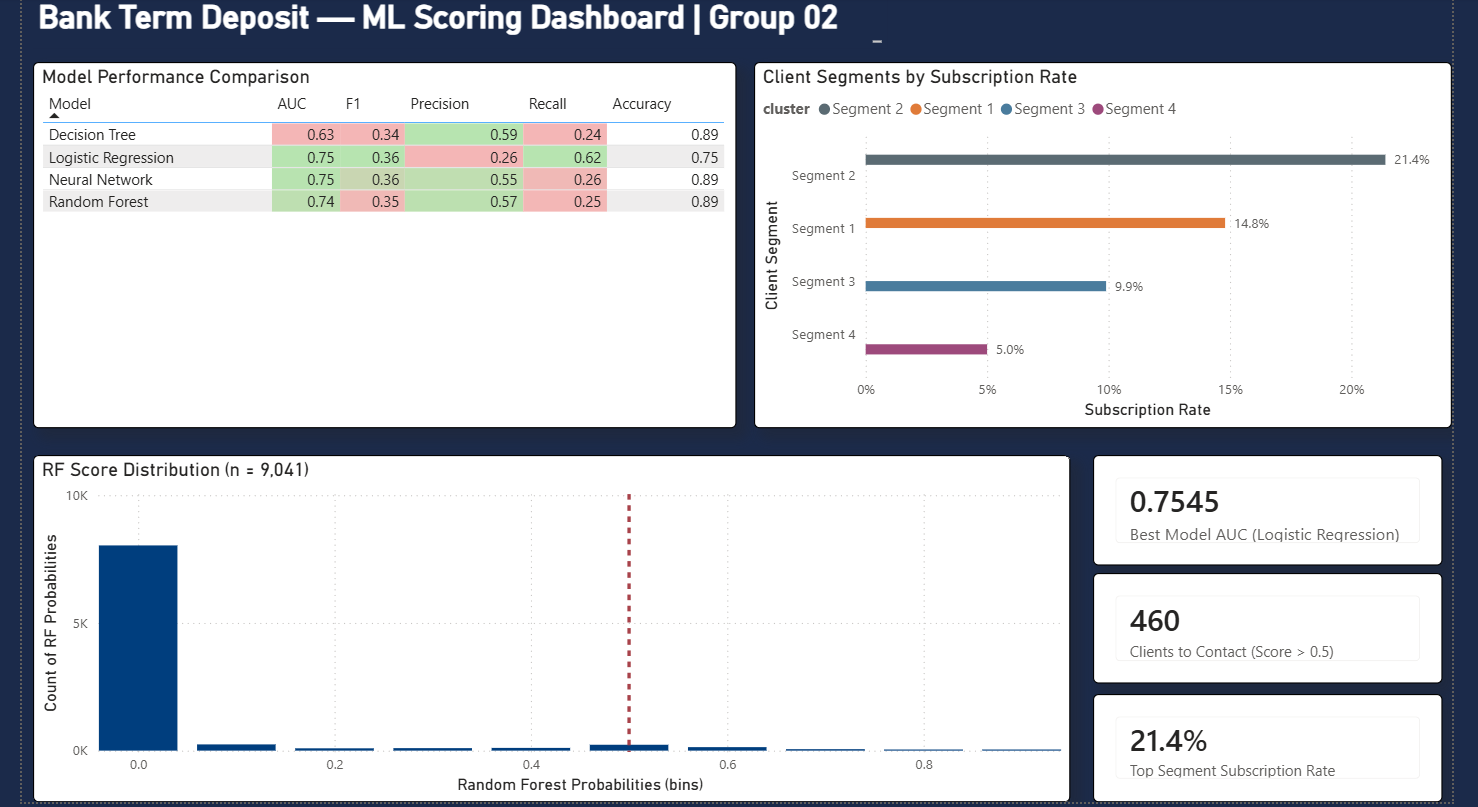 Bank Term Deposit — ML Scoring Dashboard | Group 02
Model Performance Comparison
Model AUC F1 Precision Recall Accuracy
Decision Tree 0.63 0.34 0.59 0.24 0.89
Logistic Regression 0.75 0.36 0.26 0.62 0.75
Neural Network 0.75 0.36 0.55 0.26 0.89
Random Forest 0.74 0.35 0.57 0.25 0.89
Client Segments by Subscription Rate
cluster Segment 2 Segment 1 Segment 3 Segment 4
Client Segment
Segment 2 21.4%
Segment 1 14.8%
Segment 3 9.9%
Segment 4 5.0%
0% 5% 10% 15% 20%
Subscription Rate
RF Score Distribution (n = 9,041)
Count of RF Probabilities
10K
5K
0K
0.0 0.2 0.4 0.6 0.8
Random Forest Probabilities (bins)
0.7545
Best Model AUC (Logistic Regression)
460
Clients to Contact (Score > 0.5)
21.4%
Top Segment Subscription Rate